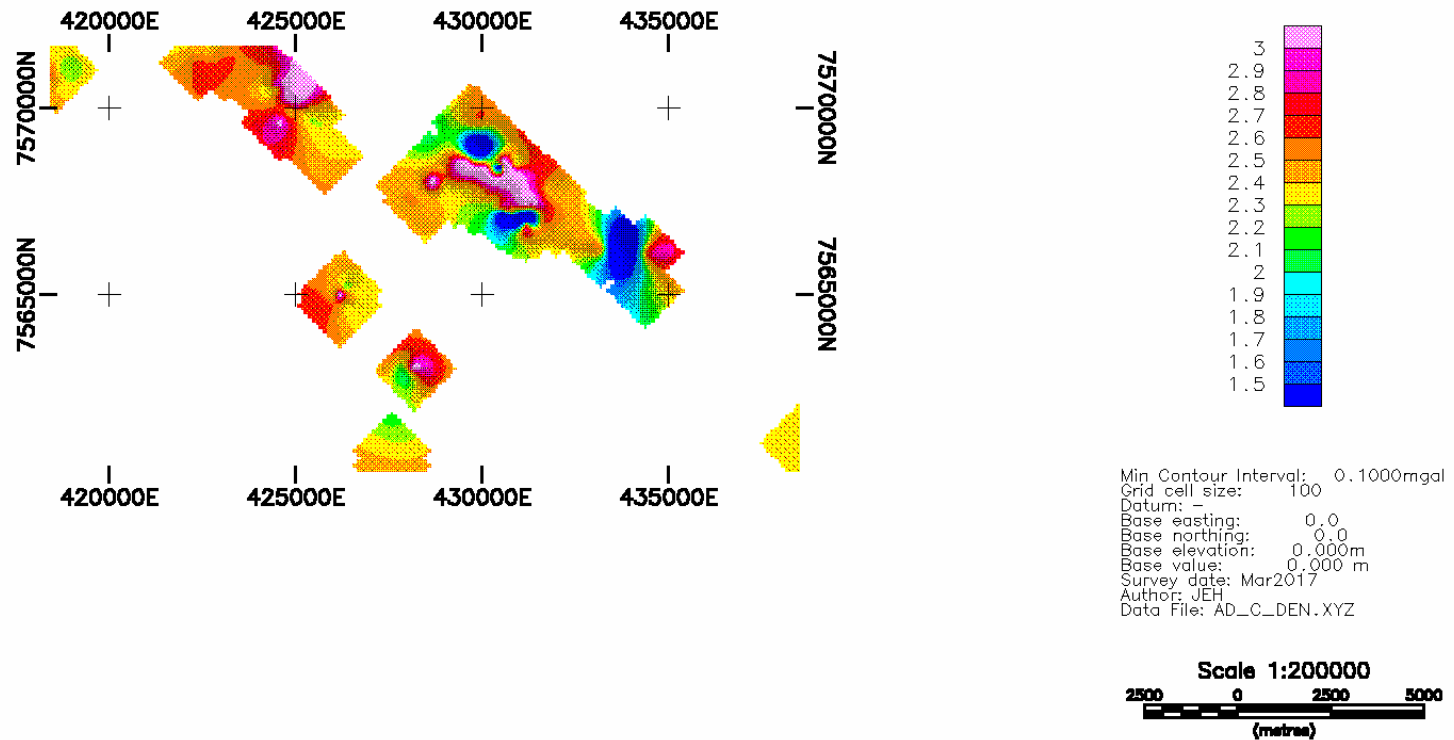 420000E 425000E 430000E 435000E
7570000N 7570000N
7565000N 7565000N
420000E 425000E 430000E 435000E
3
2.9
2.8
2.7
2.6
2.5
2.4
2.3
2.2
2.1
2
1.9
1.8
1.7
1.6
1.5
Min Contour Interval: 0.1000mgal
Grid cell size: 100
Datum: -
Base easting: 0.0
Base northing: 0.0
Base elevation: 0.000m
Base value: 0.000 m
Survey date: Mar2017
Author: JEH
Data File: AD_C_DEN.XYZ
Scale 1:200000
2500 0 2500 5000
(metres)